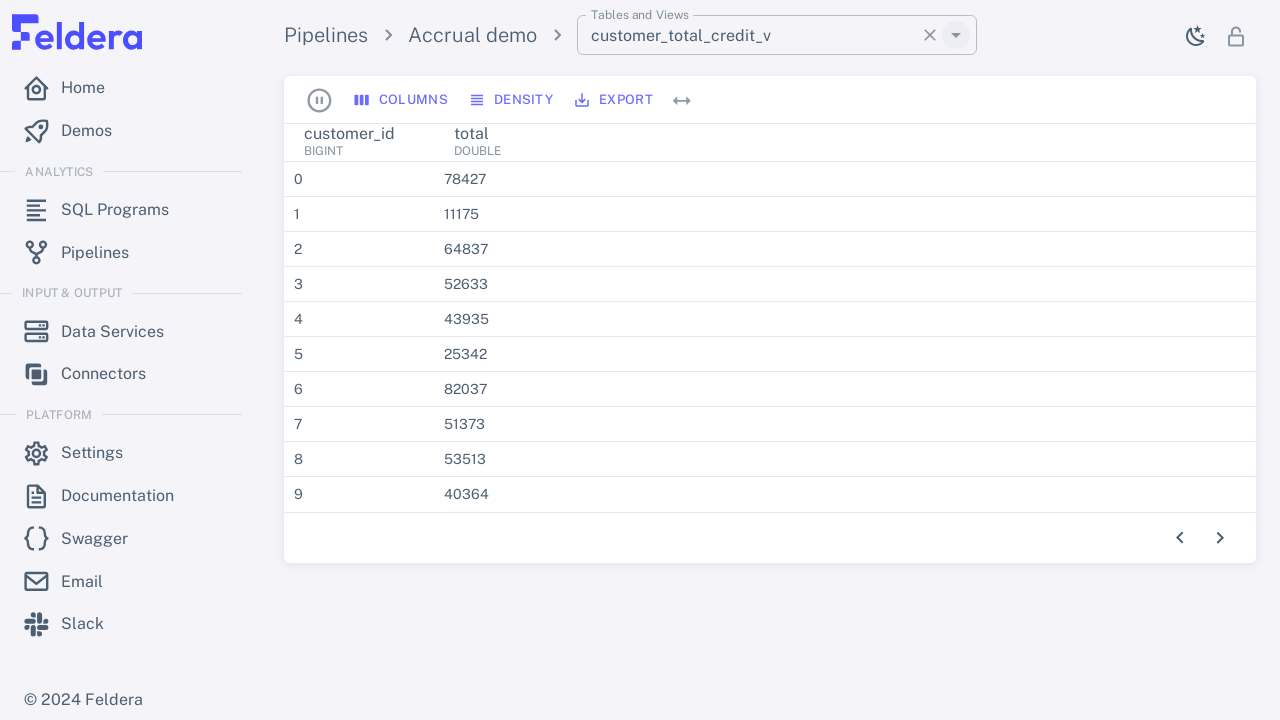 Feldera
Home
Demos
ANALYTICS
SQL Programs
Pipelines
INPUT & OUTPUT
Data Services
Connectors
PLATFORM
Settings
Documentation
Swagger
Email
Slack
© 2024 Feldera
Pipelines Accrual demo
Tables and Views
customer_total_credit_v
COLUMNS DENSITY EXPORT
customer_id total
BIGINT DOUBLE
0 78427
1 11175
2 64837
3 52633
4 43935
5 25342
6 82037
7 51373
8 53513
9 40364